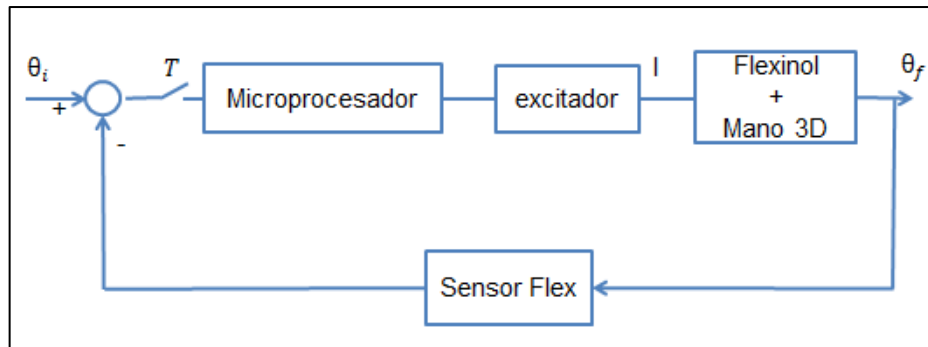 θi
T
I
+
-
Microprocesador
excitador
Flexinol
+
Mano 3D
θf
Sensor Flex